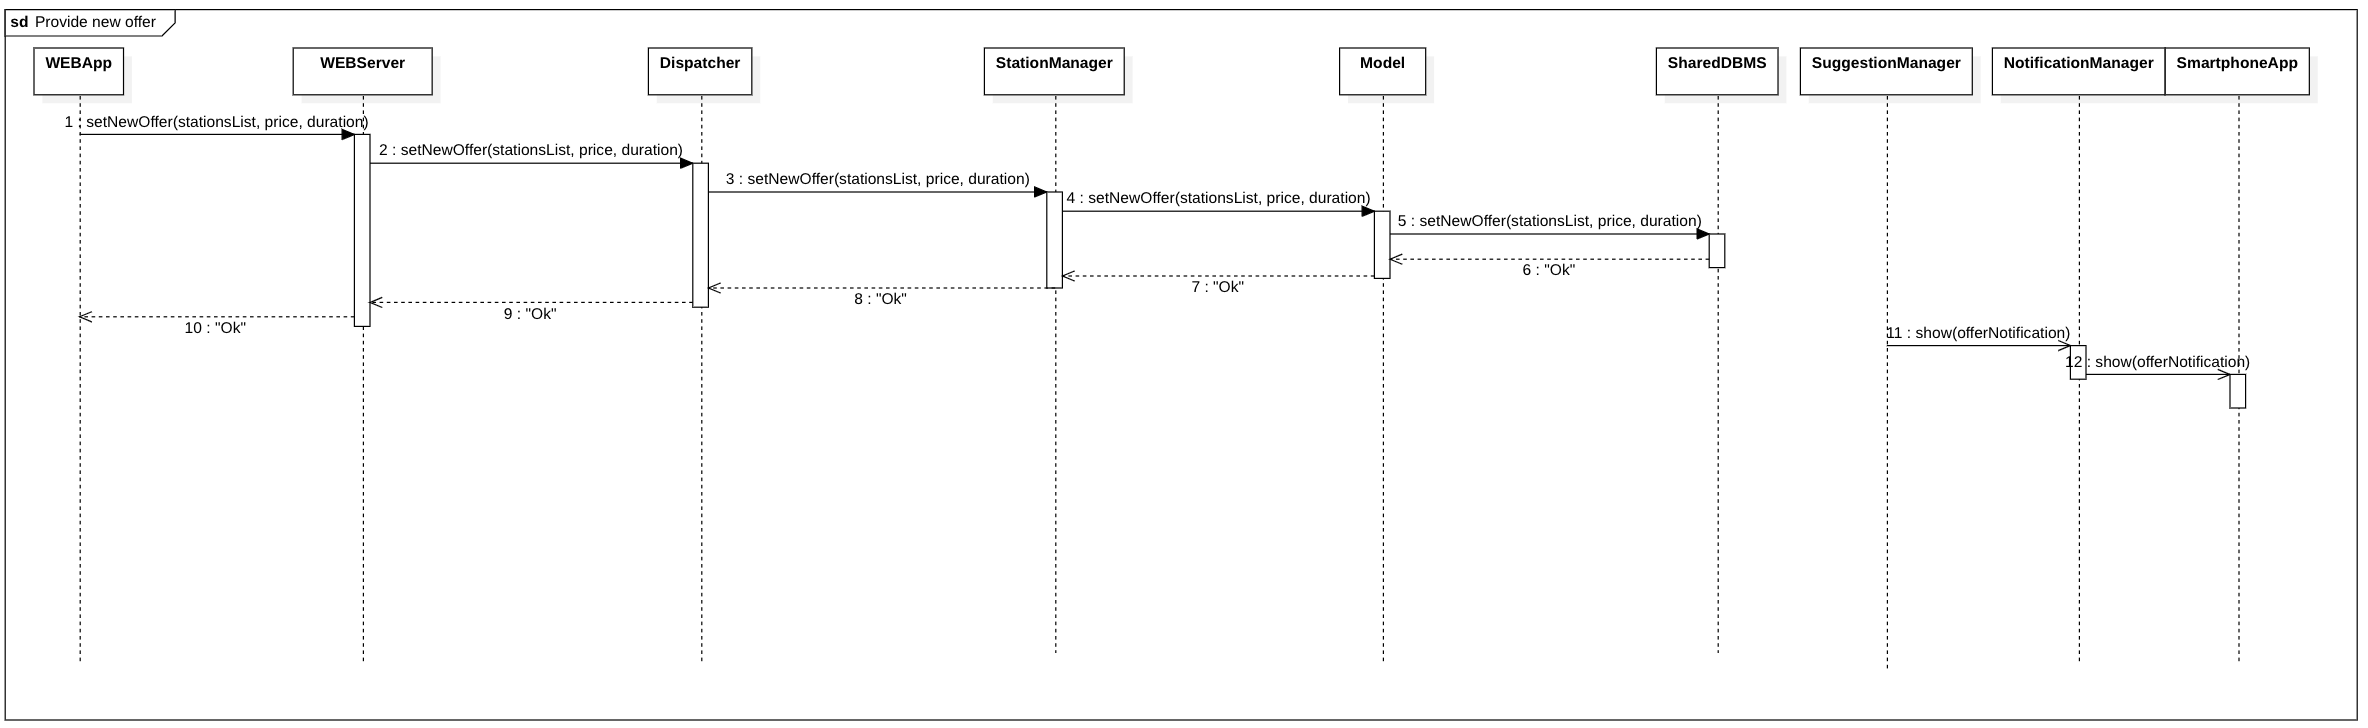 sd Provide new offer
WEBApp
WEBServer
Dispatcher
StationManager
Model
SharedDBMS
SuggestionManager
NotificationManager
SmartphoneApp
1 : setNewOffer(stationsList, price, duration)
2 : setNewOffer(stationsList, price, duration)
3 : setNewOffer(stationsList, price, duration)
4 : setNewOffer(stationsList, price, duration)
5 : setNewOffer(stationsList, price, duration)
6 : "Ok"
7 : "Ok"
8 : "Ok"
9 : "Ok"
10 : "Ok"
11 : show(offerNotification)
12 : show(offerNotification)